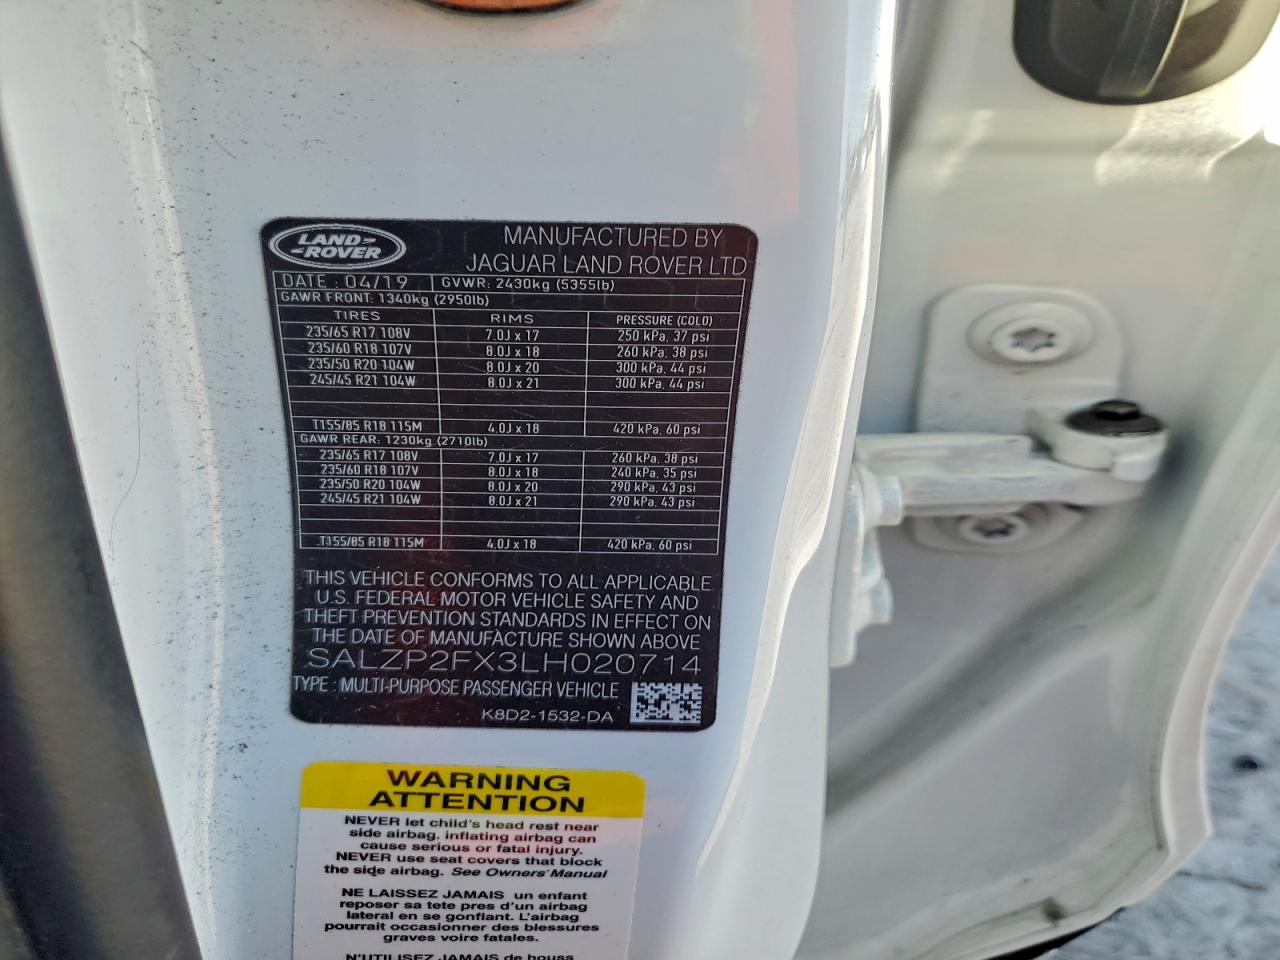 LAND-
-ROVER
MANUFACTURED BY
JAGUAR LAND ROVER LTD
DATE : 04/19 GVWR: 2430kg (5355lb)
GAWR FRONT: 1340kg (2950lb)
TIRES RIMS PRESSURE (COLD)
235/65 R17 108V 7.0J x 17 250 kPa, 37 psi
235/60 R18 107V 8.0J x 18 260 kPa, 38 psi
235/50 R20 104W 8.0J x 20 300 kPa, 44 psi
245/45 R21 104W 8.0J x 21 300 kPa, 44 psi
T155/85 R18 115M 4.0J x 18 420 kPa, 60 psi
GAWR REAR: 1230kg (2710lb)
235/65 R17 108V 7.0J x 17 260 kPa, 38 psi
235/60 R18 107V 8.0J x 18 240 kPa, 35 psi
235/50 R20 104W 8.0J x 20 290 kPa, 43 psi
245/45 R21 104W 8.0J x 21 290 kPa, 43 psi
T155/85 R18 115M 4.0J x 18 420 kPa, 60 psi
THIS VEHICLE CONFORMS TO ALL APPLICABLE
U.S. FEDERAL MOTOR VEHICLE SAFETY AND
THEFT PREVENTION STANDARDS IN EFFECT ON
THE DATE OF MANUFACTURE SHOWN ABOVE
SALZP2FX3LH020714
TYPE : MULTI-PURPOSE PASSENGER VEHICLE
K8D2-1532-DA
WARNING
ATTENTION
NEVER let child's head rest near
side airbag. inflating airbag can
cause serious or fatal injury.
NEVER use seat covers that block
the side airbag. See Owners' Manual
NE LAISSEZ JAMAIS un enfant
reposer sa tete pres d'un airbag
lateral en se gonflant. L'airbag
pourrait occasionner des blessures
graves voire fatales.
N'UTILISEZ JAMAIS de houss